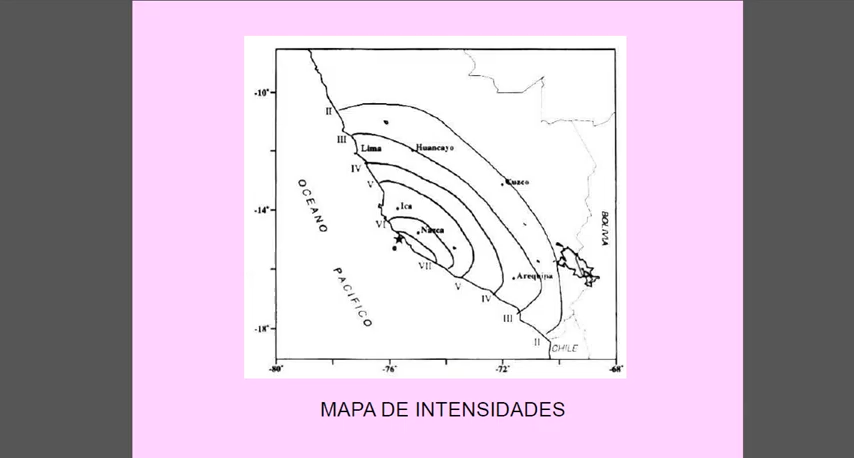 -10°
II
III
Lima
Huancayo
IV
V
Cuzco
OCEANO
PACIFICO
-14°
Ica
VI
Nazca
BOLIVIA
VII
Arequipa
V
IV
III
-18°
II
CHILE
-80°
-76°
-72°
-68°
MAPA DE INTENSIDADES